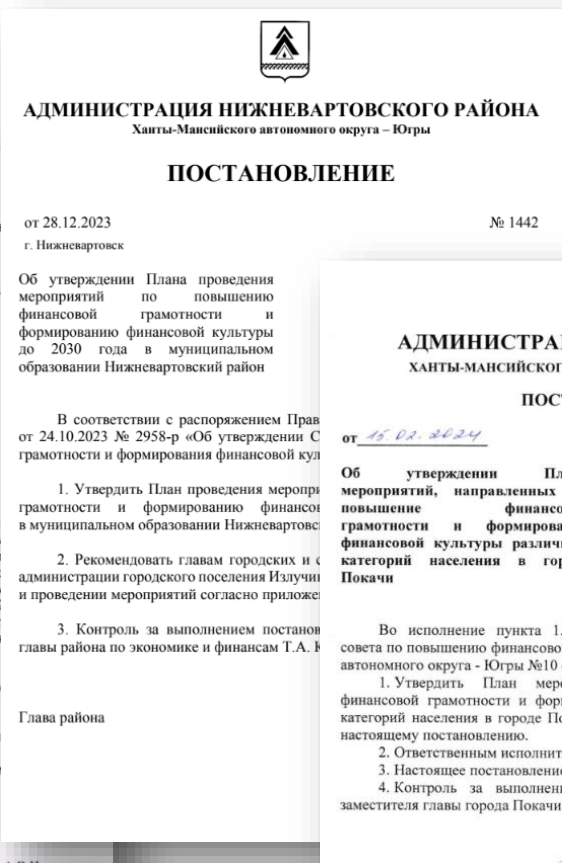 АДМИНИСТРАЦИЯ НИЖНЕВАРТОВСКОГО РАЙОНА
Ханты-Мансийского автономного округа – Югры
ПОСТАНОВЛЕНИЕ
от 28.12.2023
№ 1442
г. Нижневартовск
Об утверждении Плана проведения
мероприятий по повышению
финансовой грамотности и
формированию финансовой культуры
до 2030 года в муниципальном
образовании Нижневартовский район
В соответствии с распоряжением Прав
от 24.10.2023 № 2958-р «Об утверждении С
грамотности и формирования финансовой кул
1. Утвердить План проведения меропри
грамотности и формированию финансов
в муниципальном образовании Нижневартовс
2. Рекомендовать главам городских и с
администрации городского поселения Излучин
и проведении мероприятий согласно приложе
3. Контроль за выполнением постанов
главы района по экономике и финансам Т.А. К
Глава района
АДМИНИСТРА
ХАНТЫ-МАНСИЙСКОГ
ПОС
от 15.02.2024
Об утверждении Пл
мероприятий, направленных
повышение финансо
грамотности и формирова
финансовой культуры различ
категорий населения в гор
Покачи
Во исполнение пункта 1.
совета по повышению финансово
автономного округа - Югры №10
1. Утвердить План мер
финансовой грамотности и фор
категорий населения в городе По
настоящему постановлению.
2. Ответственным исполнит
3. Настоящее постановлени
4. Контроль за выполнен
заместителя главы города Покачи